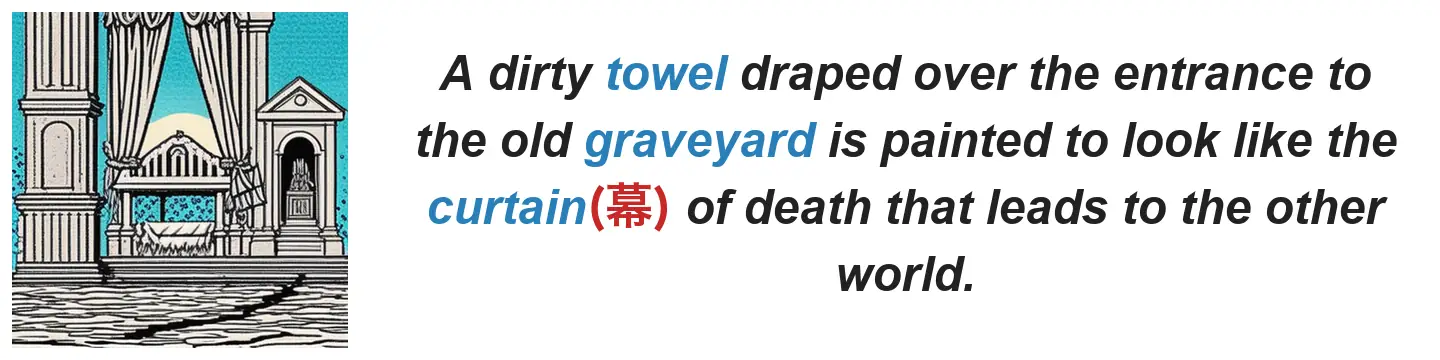 A dirty towel draped over the entrance to
the old graveyard is painted to look like the
curtain(幕) of death that leads to the other
world.